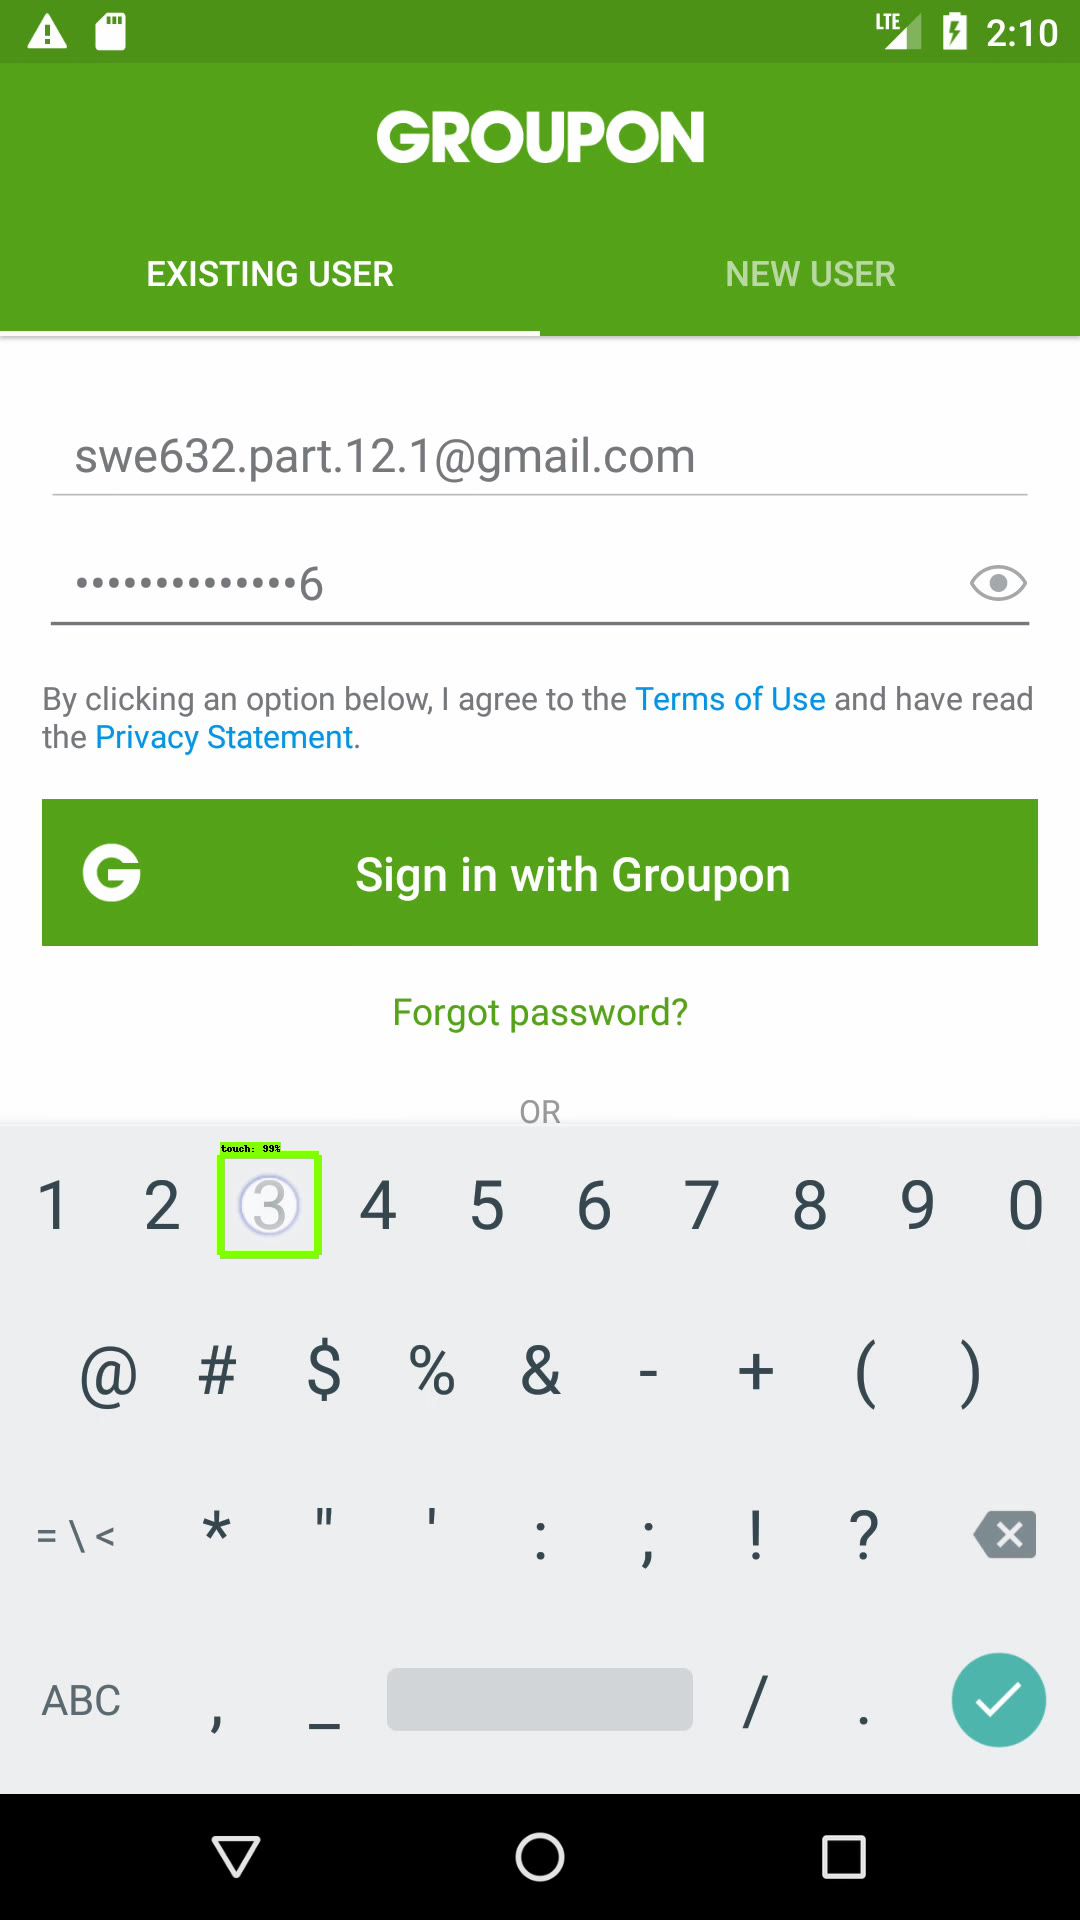 LTE 2:10
GROUPON
EXISTING USER NEW USER
swe632.part.12.1@gmail.com
••••••••••••••6
By clicking an option below, I agree to the Terms of Use and have read
the Privacy Statement.
G Sign in with Groupon
Forgot password?
OR
touch: 99%
1 2 3 4 5 6 7 8 9 0
@ # $ % & - + ( )
= \ < * " ' : ; ! ?
ABC , _ / .